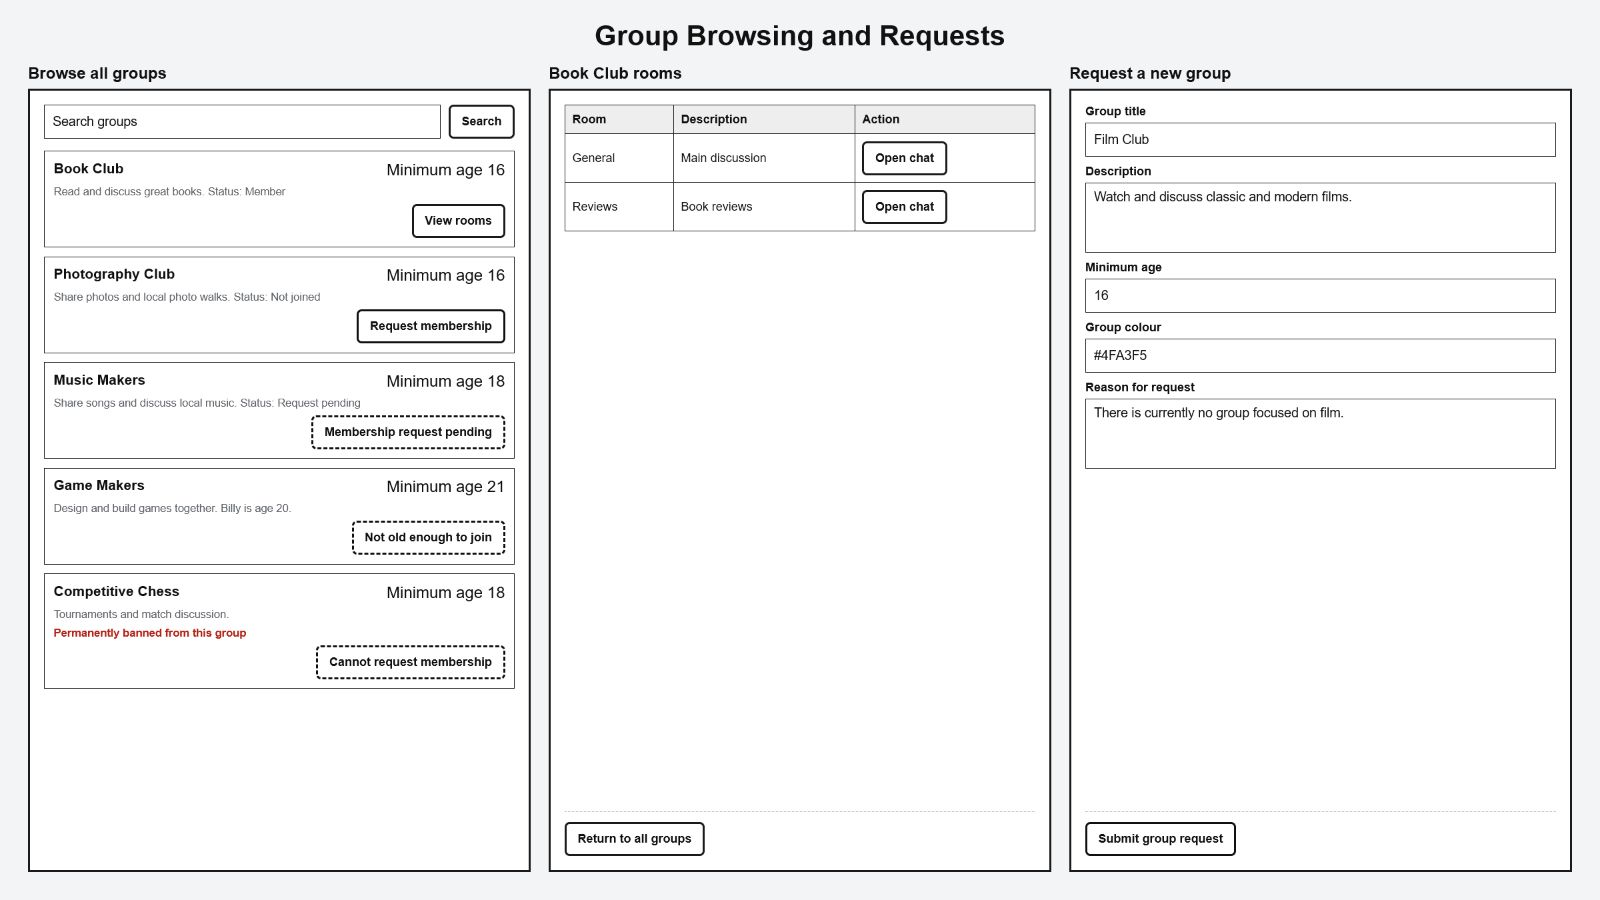 Group Browsing and Requests
Browse all groups
Search groups
Search
Book Club
Minimum age 16
Read and discuss great books. Status: Member
View rooms
Photography Club
Minimum age 16
Share photos and local photo walks. Status: Not joined
Request membership
Music Makers
Minimum age 18
Share songs and discuss local music. Status: Request pending
Membership request pending
Game Makers
Minimum age 21
Design and build games together. Billy is age 20.
Not old enough to join
Competitive Chess
Minimum age 18
Tournaments and match discussion.
Permanently banned from this group
Cannot request membership
Book Club rooms
Room Description Action
General Main discussion Open chat
Reviews Book reviews Open chat
Return to all groups
Request a new group
Group title
Film Club
Description
Watch and discuss classic and modern films.
Minimum age
16
Group colour
#4FA3F5
Reason for request
There is currently no group focused on film.
Submit group request